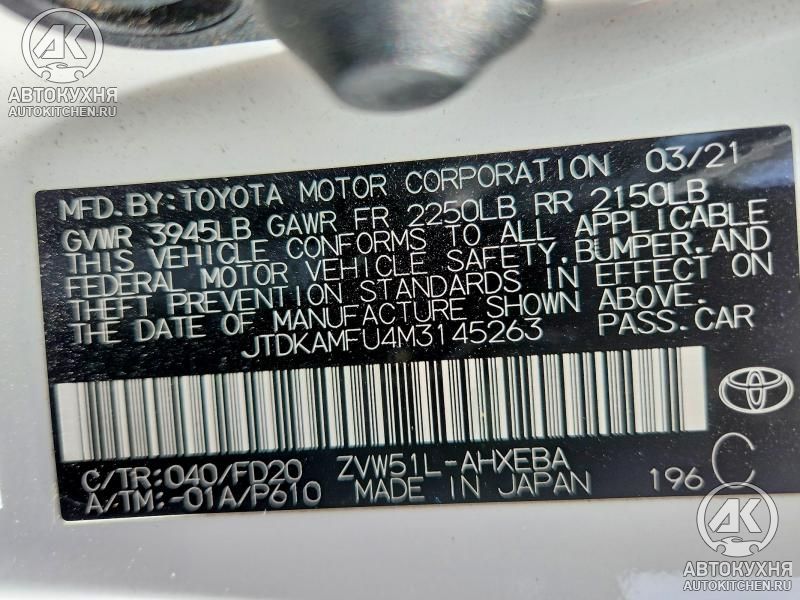 АК
АВТОКУХНЯ
AUTOKITCHEN.RU
MFD.BY:TOYOTA MOTOR CORPORATION 03/21
GVWR 3945LB GAWR FR 2250LB RR 2150LB
THIS VEHICLE CONFORMS TO ALL APPLICABLE
FEDERAL MOTOR VEHICLE SAFETY,BUMPER,AND
THEFT PREVENTION STANDARDS IN EFFECT ON
THE DATE OF MANUFACTURE SHOWN ABOVE.
JTDKAMFU4M3145263 PASS.CAR
C/TR:040/FD20 ZVW51L-AHXEBA
A/TM:-01A/P610 MADE IN JAPAN 196 C
АК
АВТОКУХНЯ
AUTOKITCHEN.RU